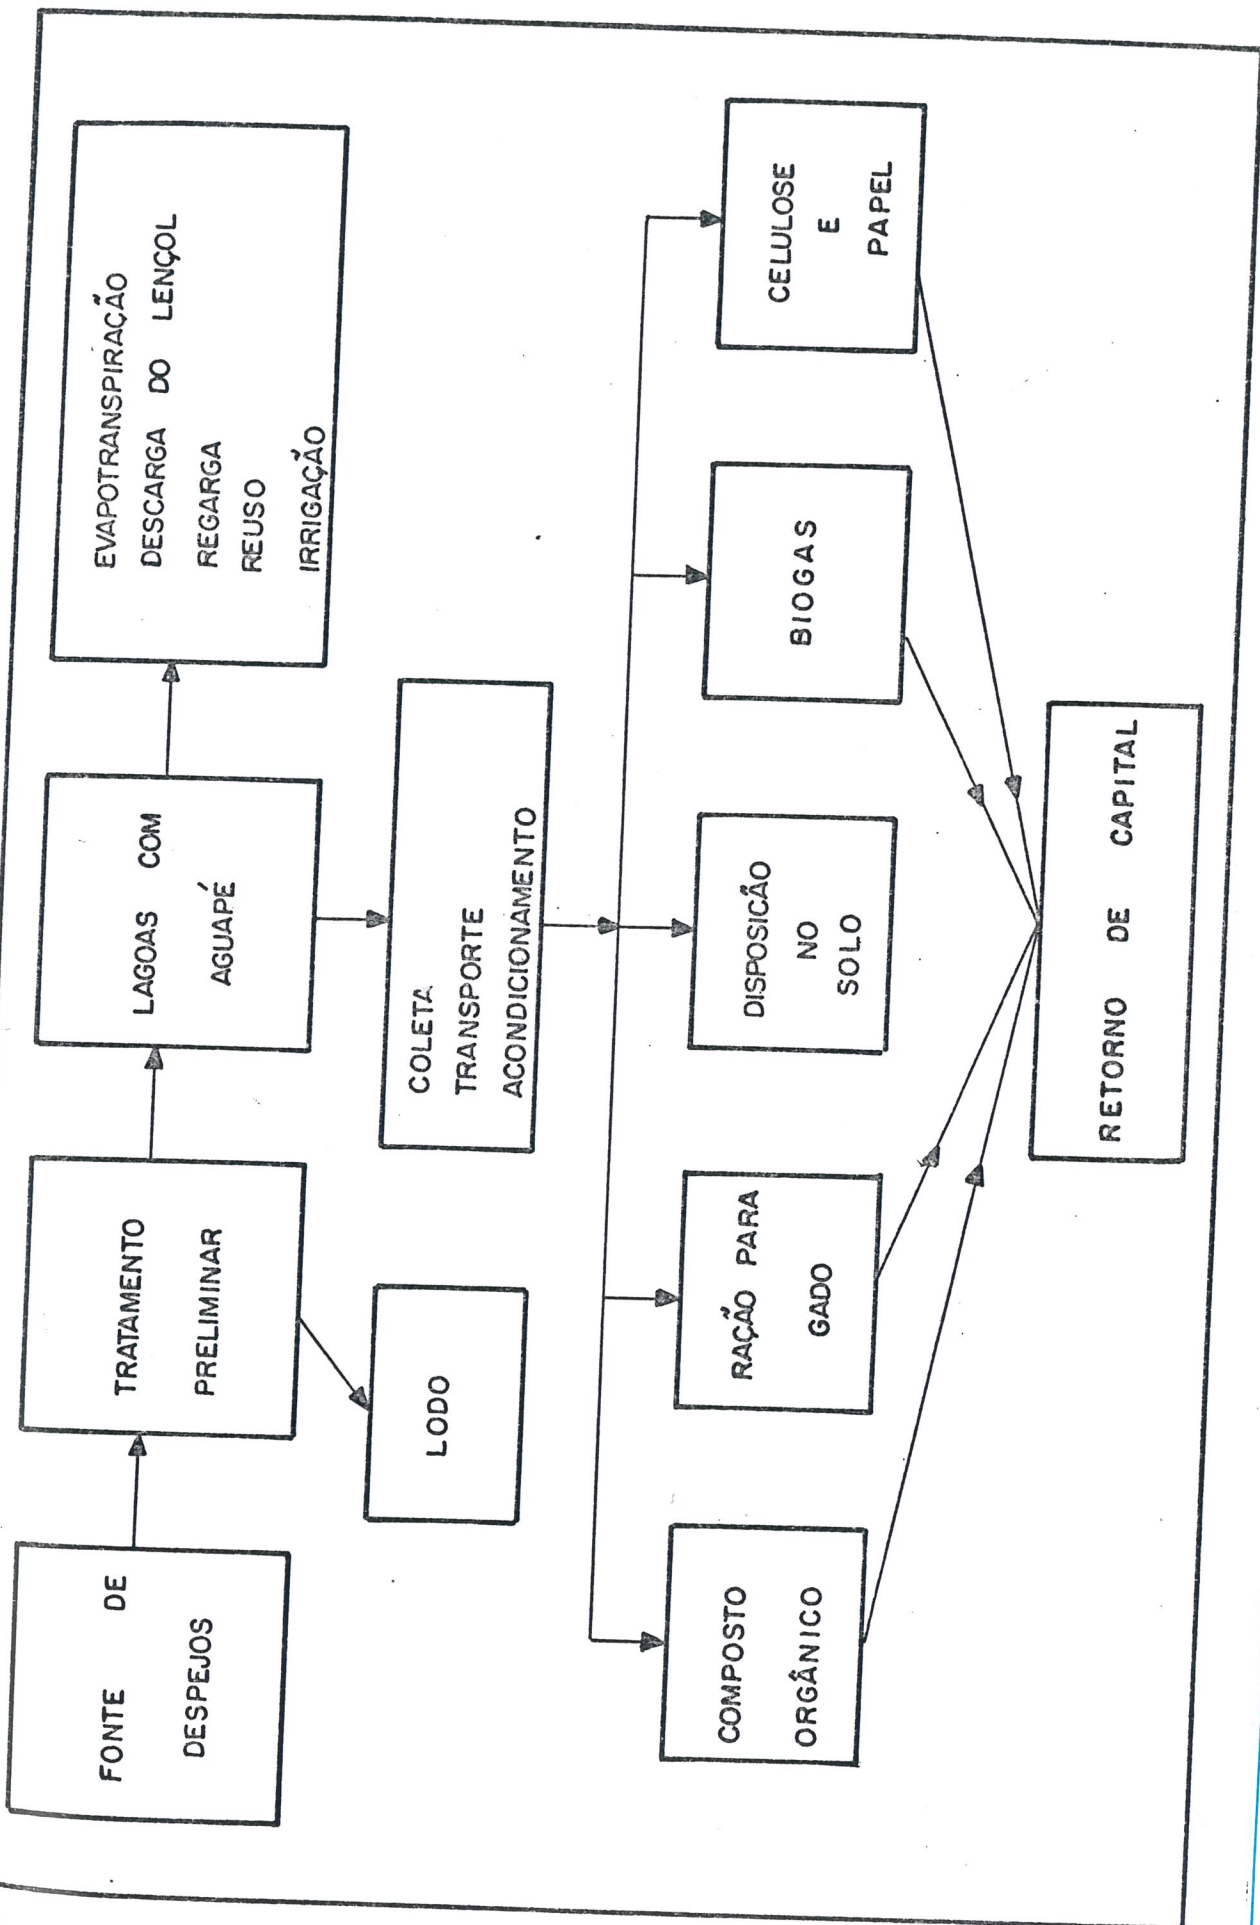 FONTE DE
DESPEJOS
TRATAMENTO
PRELIMINAR
LAGOAS COM
AGUAPÉ
EVAPOTRANSPIRAÇÃO
DESCARGA DO LENÇOL
REGARGA
REUSO
IRRIGAÇÃO
LODO
COLETA
TRANSPORTE
ACONDICIONAMENTO
COMPOSTO
ORGÂNICO
RAÇÃO PARA
GADO
DISPOSICÃO
NO
SOLO
BIOGAS
CELULOSE
E
PAPEL
RETORNO DE CAPITAL